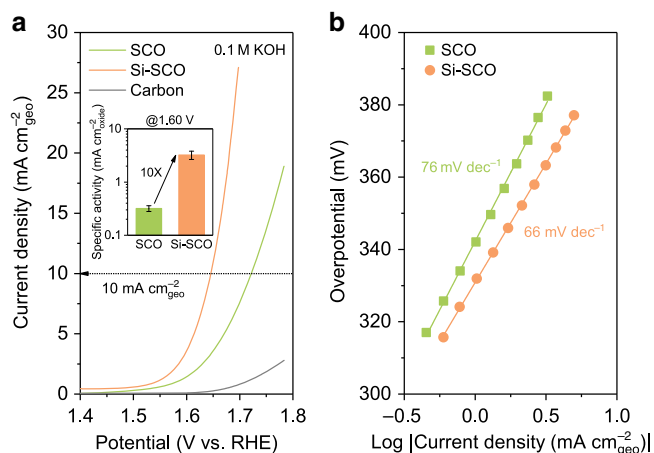 a
SCO
Si-SCO
Carbon
0.1 M KOH
@1.60 V
10X
Specific activity (mA cm⁻²oxide)
10
1
0.1
SCO
Si-SCO
10 mA cm⁻²geo
Current density (mA cm⁻²geo)
30
25
20
15
10
5
0
1.4
1.5
1.6
1.7
1.8
Potential (V vs. RHE)
b
SCO
Si-SCO
76 mV dec⁻¹
66 mV dec⁻¹
Overpotential (mV)
400
380
360
340
320
300
−0.5
0.0
0.5
1.0
Log |Current density (mA cm⁻²geo)|